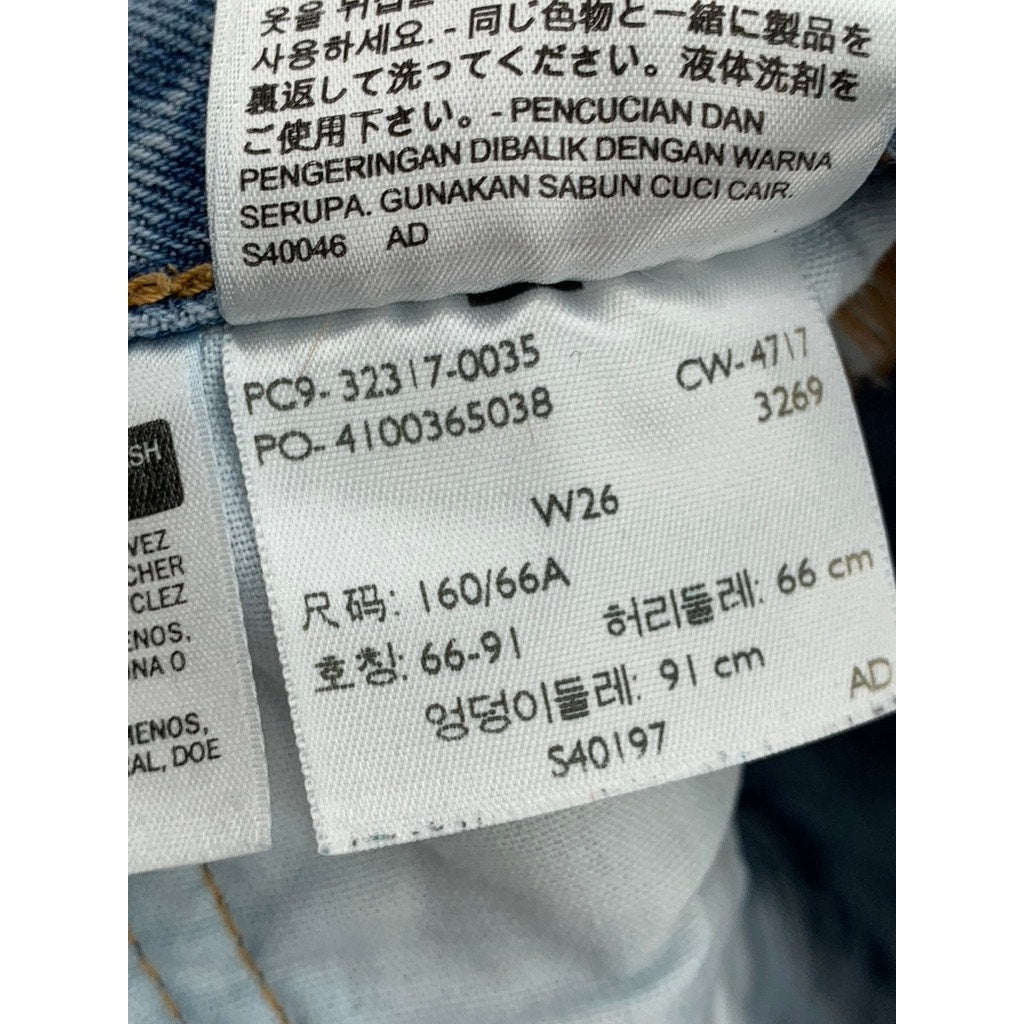 옷을
사용하세요. - 同じ色物と一緒に製品を
裏返して洗ってください。液体洗剤を
ご使用下さい。- PENCUCIAN DAN
PENGERINGAN DIBALIK DENGAN WARNA
SERUPA. GUNAKAN SABUN CUCI CAIR.
S40046 AD
PC9- 32317-0035 CW-4717
PO- 4100365038 3269
W26
尺码: 160/66A
호칭: 66-91 허리둘레: 66 cm
엉덩이둘레: 91 cm
S40197 AD
SH
VEZ
CHER
CLEZ
ENOS,
NA O
MENOS,
AL, DOE